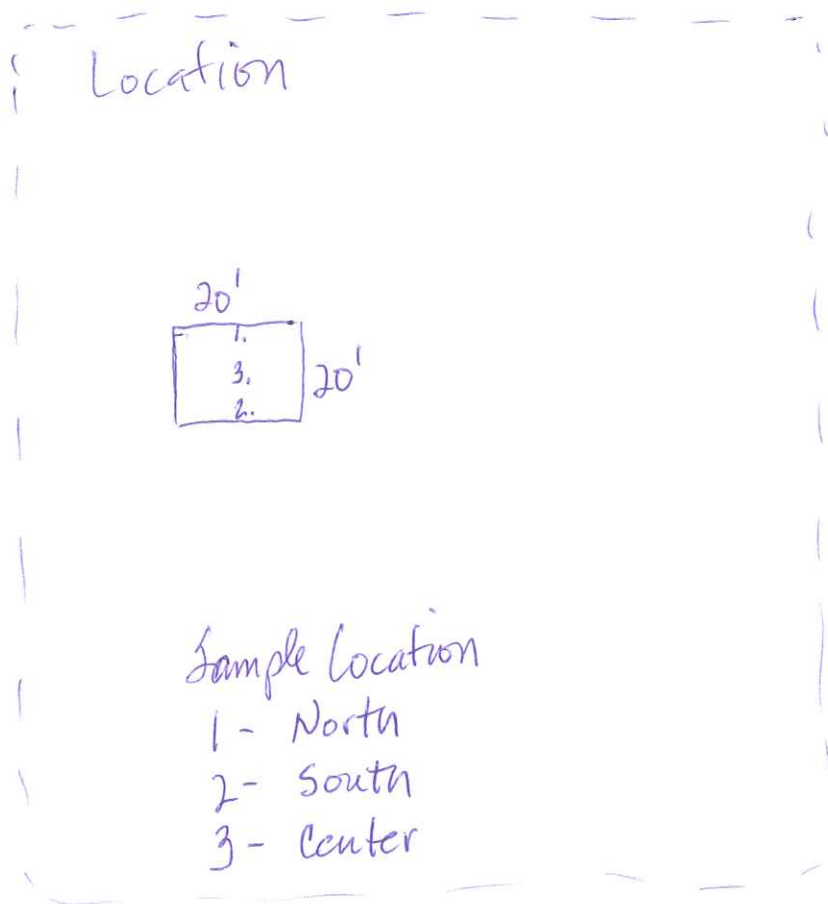 Location
20'
1.
3.
20'
2.
Sample Location
1- North
2- South
3- Center